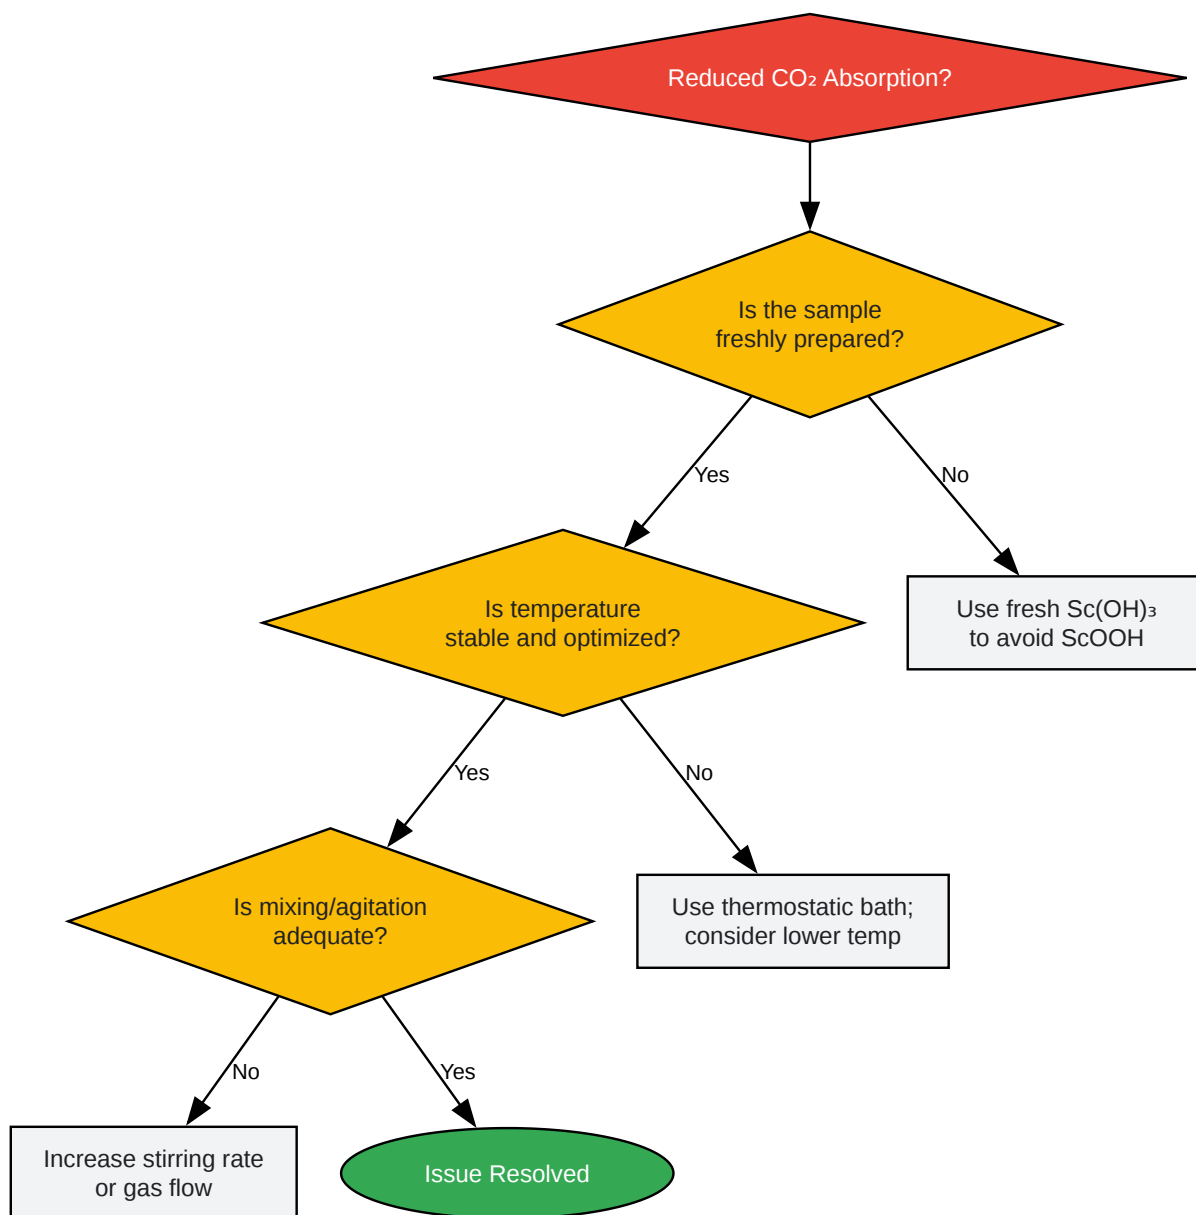 Reduced CO₂ Absorption?
Is the sample
freshly prepared?
Yes
No
Is temperature
stable and optimized?
Use fresh Sc(OH)₃
to avoid ScOOH
Yes
No
Is mixing/agitation
adequate?
Use thermostatic bath;
consider lower temp
No
Yes
Increase stirring rate
or gas flow
Issue Resolved